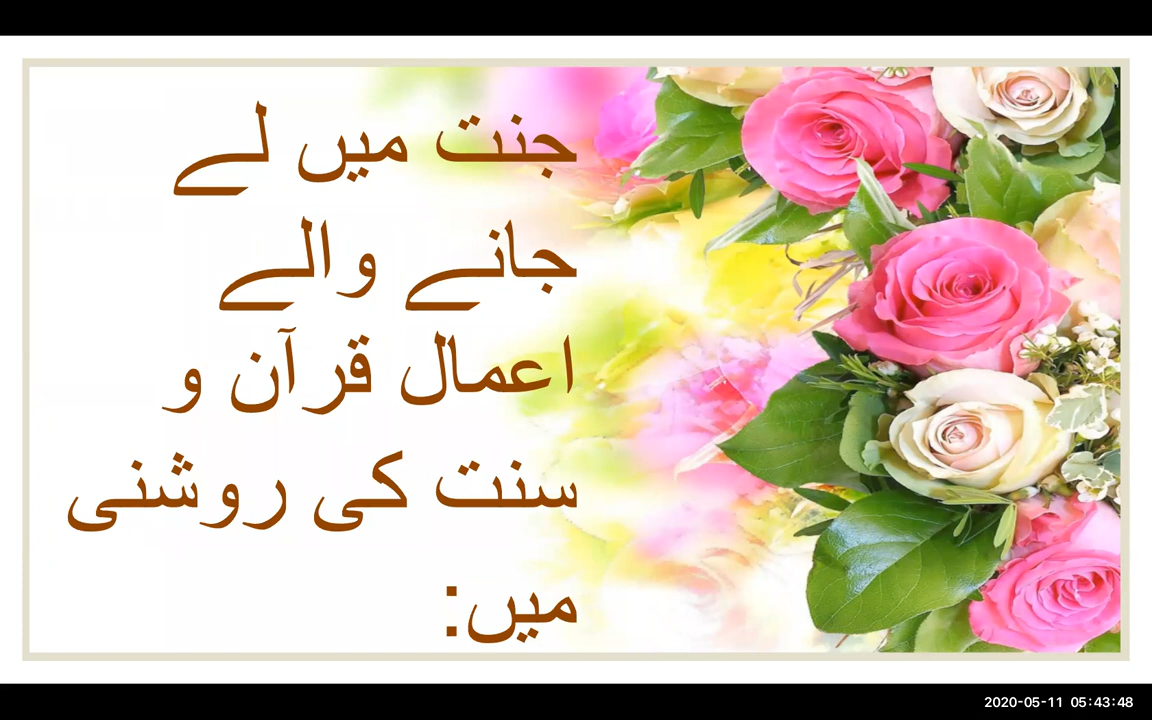 جنت میں لے
جانے والے
اعمال قرآن و
سنت کی روشنی
میں:
2020-05-11 05:43:48